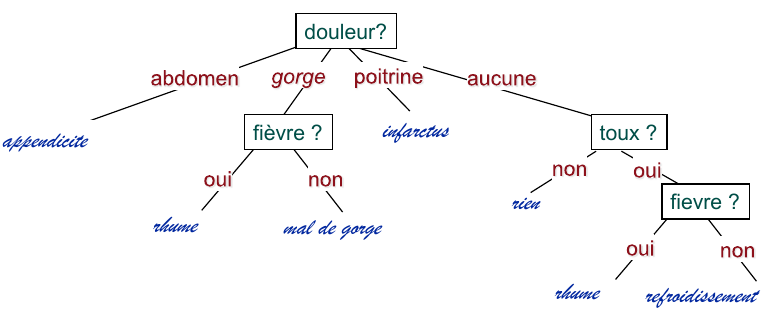 douleur?
abdomen gorge poitrine aucune
appendicite fièvre ? infarctus toux ?
oui non non oui
rien fievre ?
rhume mal de gorge
oui non
rhume refroidissement